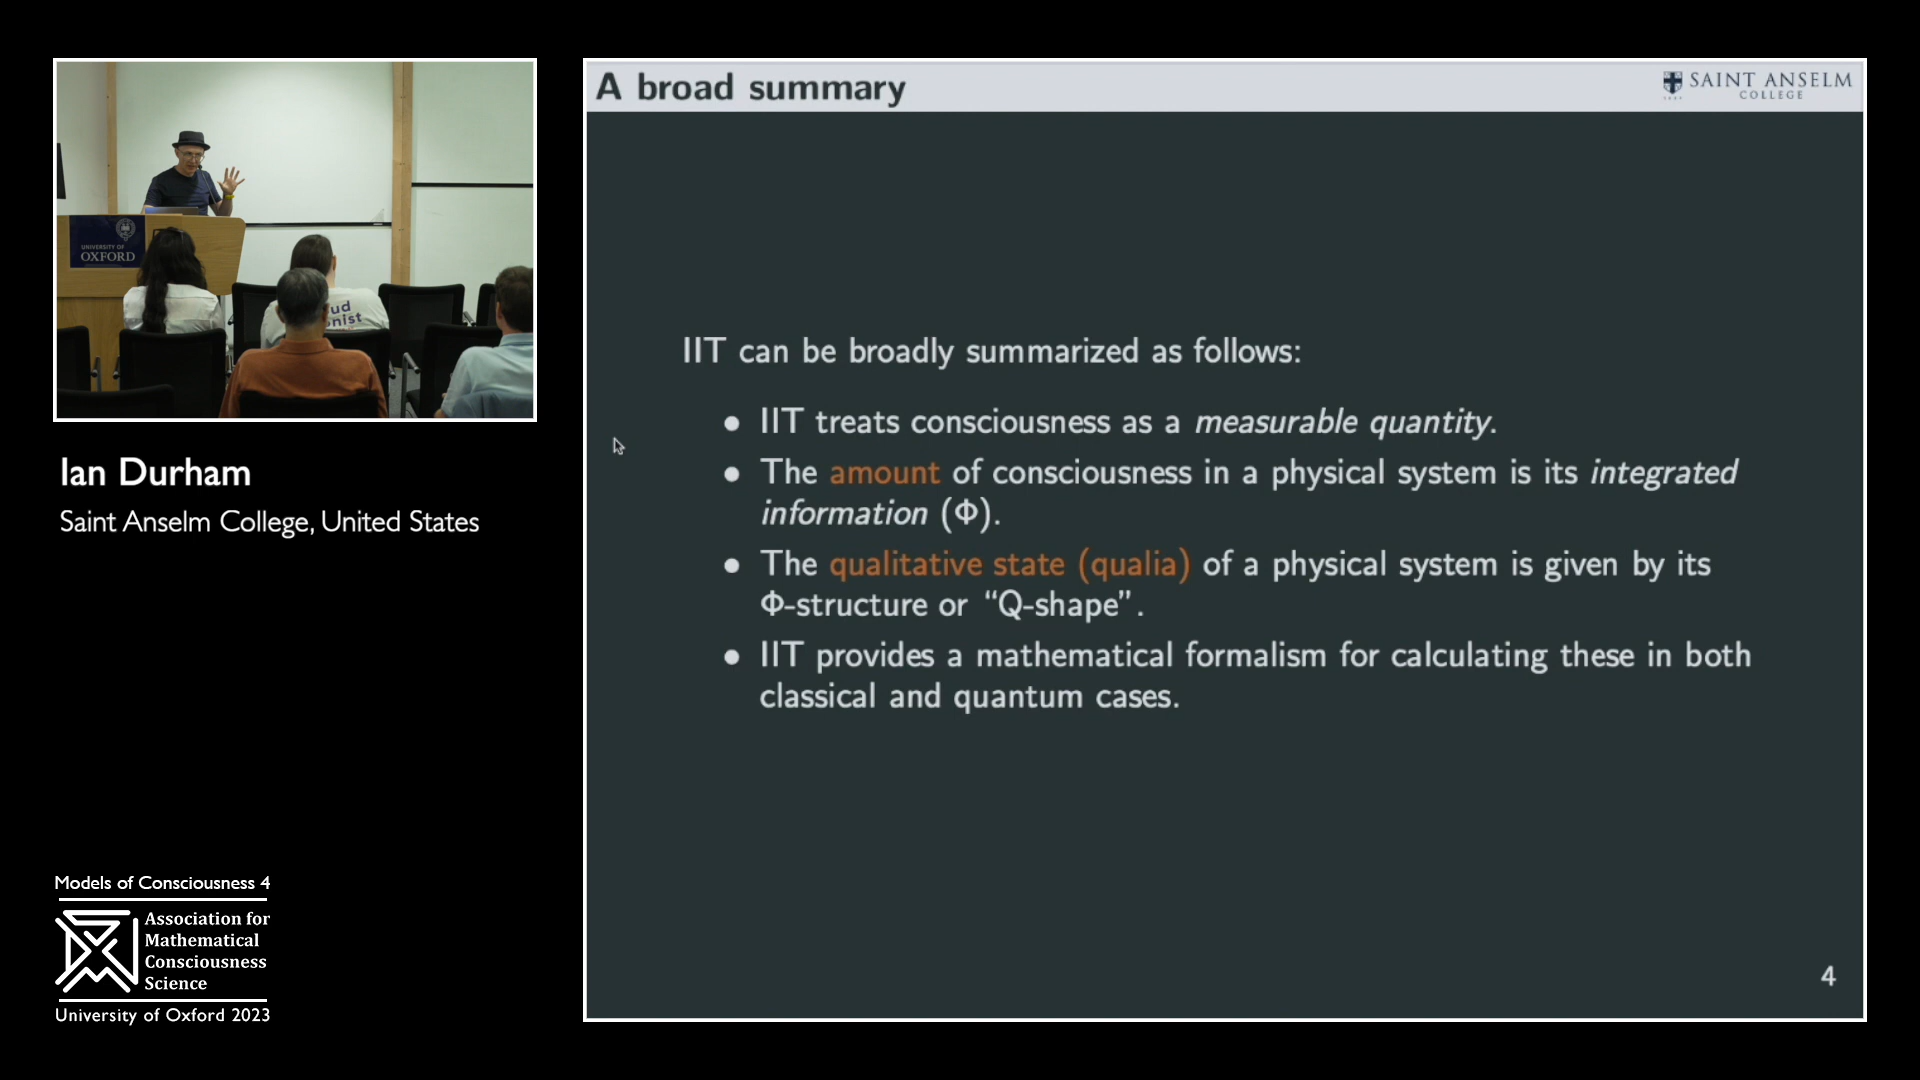 A broad summary
SAINT ANSELM
COLLEGE
UNIVERSITY OF
OXFORD
ud
nist
IIT can be broadly summarized as follows:
• IIT treats consciousness as a measurable quantity.
• The amount of consciousness in a physical system is its integrated
information (Φ).
• The qualitative state (qualia) of a physical system is given by its
Φ-structure or “Q-shape”.
• IIT provides a mathematical formalism for calculating these in both
classical and quantum cases.
4
Ian Durham
Saint Anselm College, United States
Models of Consciousness 4
Association for
Mathematical
Consciousness
Science
University of Oxford 2023